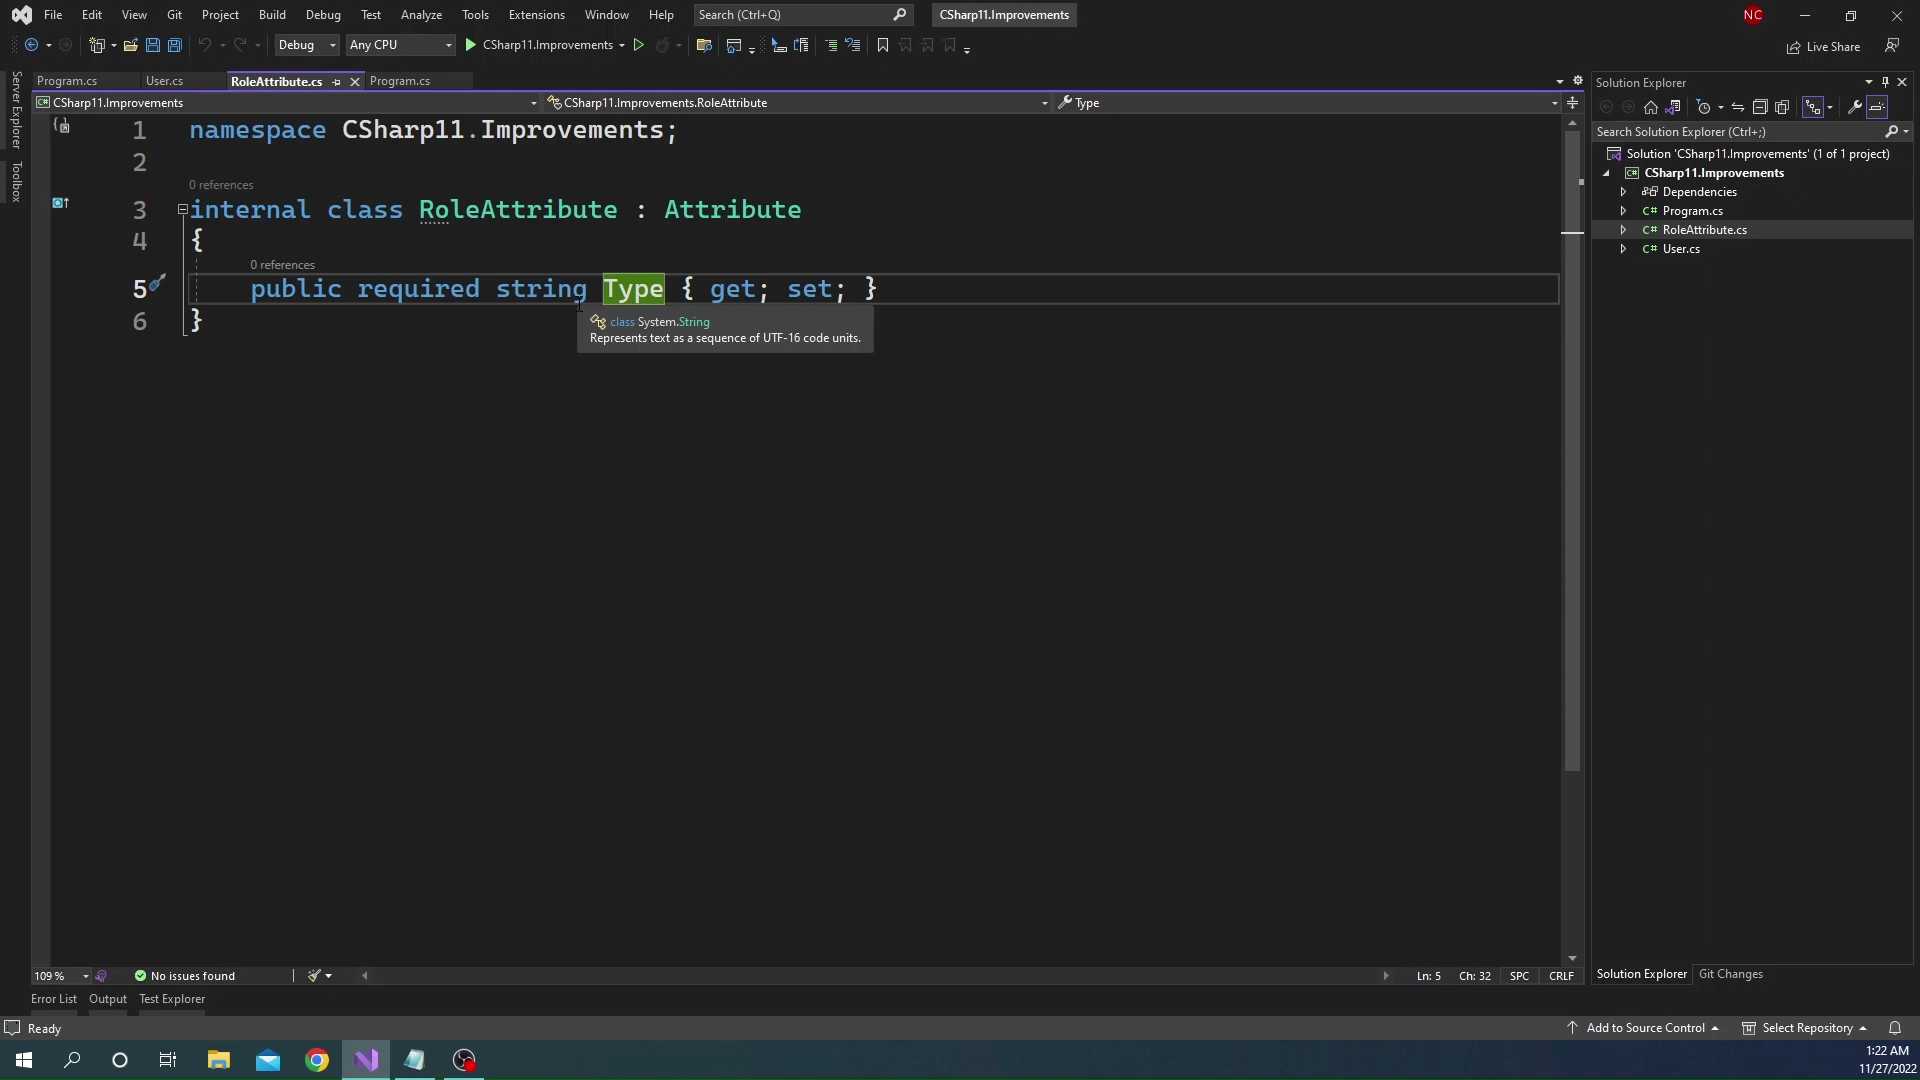 File Edit View Git Project Build Debug Test Analyze Tools Extensions Window Help Search (Ctrl+Q) CSharp11.Improvements NC
Debug Any CPU CSharp11.Improvements Live Share
Program.cs User.cs RoleAttribute.cs Program.cs
CSharp11.Improvements CSharp11.Improvements.RoleAttribute Type
Server Explorer
Toolbox
1 namespace CSharp11.Improvements;
2
0 references
3 internal class RoleAttribute : Attribute
4 {
0 references
5 public required string Type { get; set; }
6 }
class System.String
Represents text as a sequence of UTF-16 code units.
109 % No issues found Ln: 5 Ch: 32 SPC CRLF
Error List Output Test Explorer
Solution Explorer
Search Solution Explorer (Ctrl+;)
Solution 'CSharp11.Improvements' (1 of 1 project)
CSharp11.Improvements
Dependencies
C# Program.cs
C# RoleAttribute.cs
C# User.cs
Solution Explorer Git Changes
Ready Add to Source Control Select Repository
1:22 AM
11/27/2022